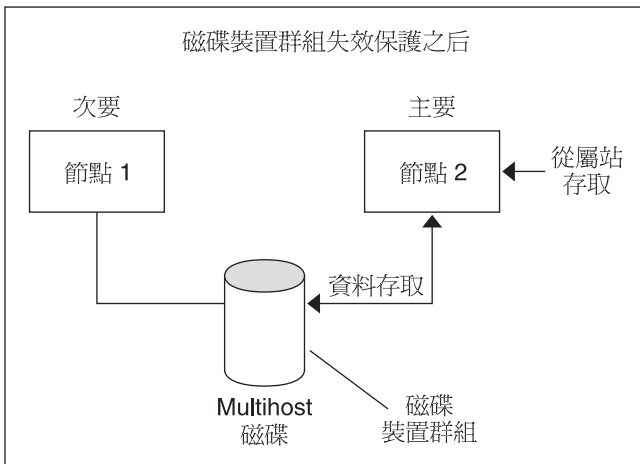 磁碟裝置群組失效保護之后
次要
主要
節點 1
節點 2
從屬站
存取
資料存取
Multihost
磁碟
磁碟
裝置群組